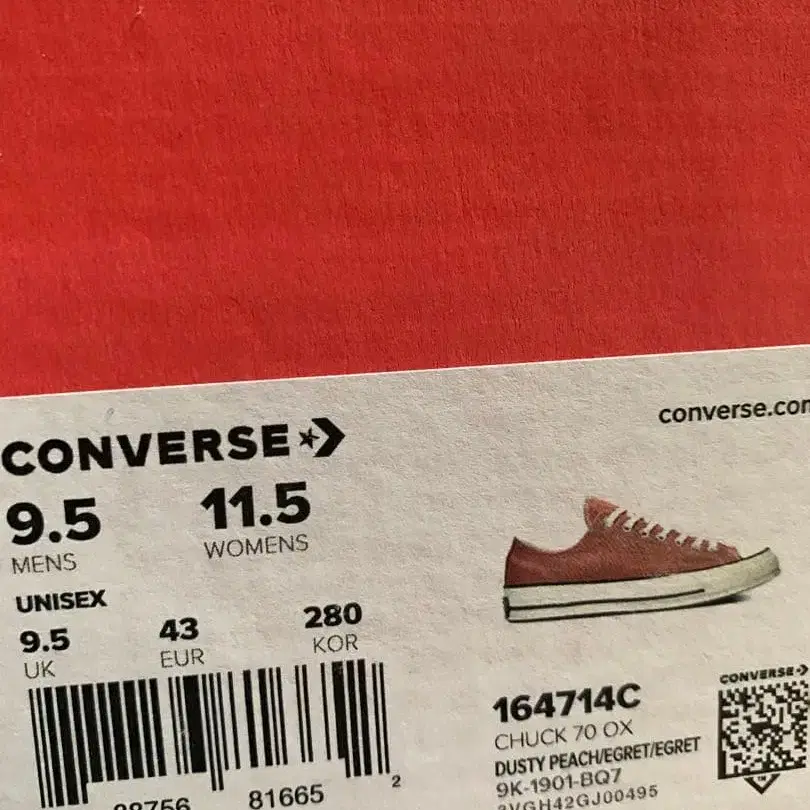 converse.com
CONVERSE
9.5 11.5
MENS WOMENS
UNISEX
9.5 43 280
UK EUR KOR
81665 2
164714C
CHUCK 70 OX
DUSTY PEACH/EGRET/EGRET
9K-1901-BQ7
CONVERSE